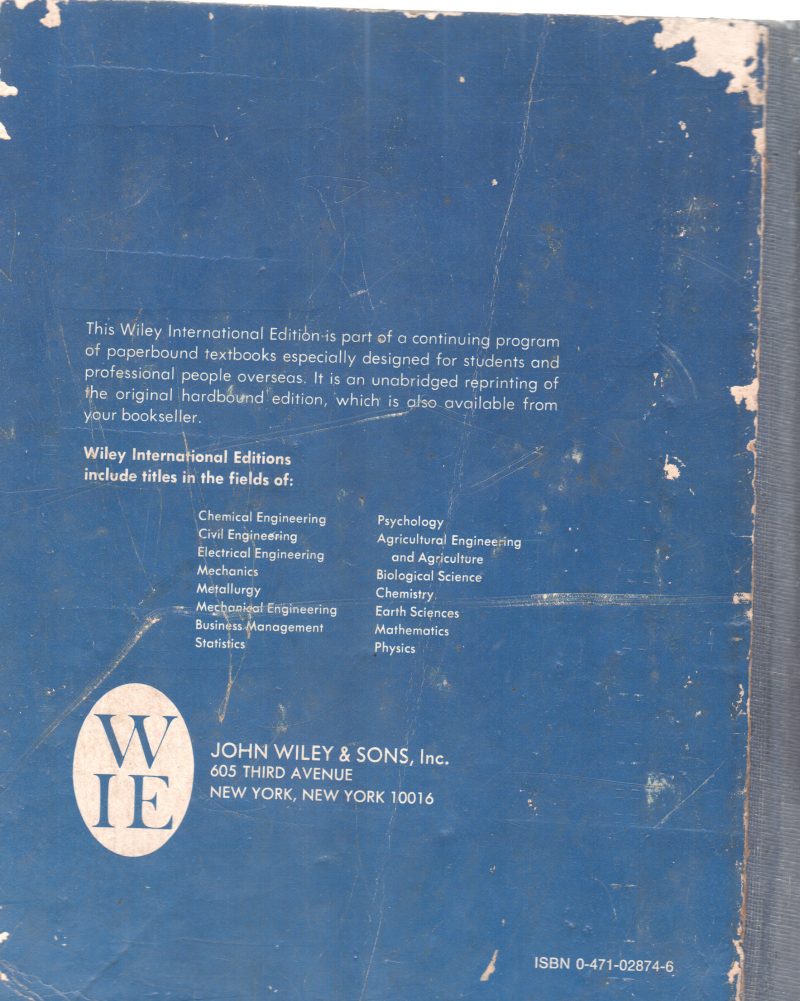 This Wiley International Edition is part of a continuing program
of paperbound textbooks especially designed for students and
professional people overseas. It is an unabridged reprinting of
the original hardbound edition, which is also available from
your bookseller.
Wiley International Editions
include titles in the fields of:
Chemical Engineering
Civil Engineering
Electrical Engineering
Mechanics
Metallurgy
Mechanical Engineering
Business Management
Statistics
Psychology
Agricultural Engineering
and Agriculture
Biological Science
Chemistry
Earth Sciences
Mathematics
Physics
W
IE
JOHN WILEY & SONS, Inc.
605 THIRD AVENUE
NEW YORK, NEW YORK 10016
ISBN 0-471-02874-6